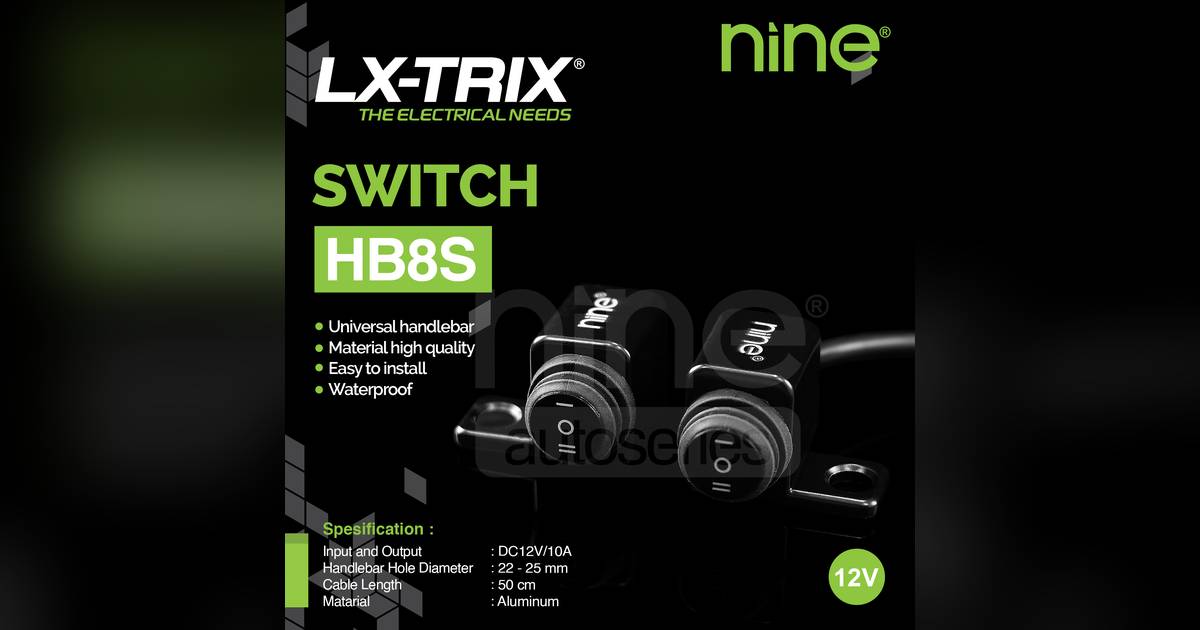 nine®
LX-TRIX®
THE ELECTRICAL NEEDS
SWITCH
HB8S
Universal handlebar
Material high quality
Easy to install
Waterproof
nine®
nine®
nine®
autoseries
I O II
I O II
Spesification :
Input and Output : DC12V/10A
Handlebar Hole Diameter : 22 - 25 mm
Cable Length : 50 cm
Matarial : Aluminum
12V